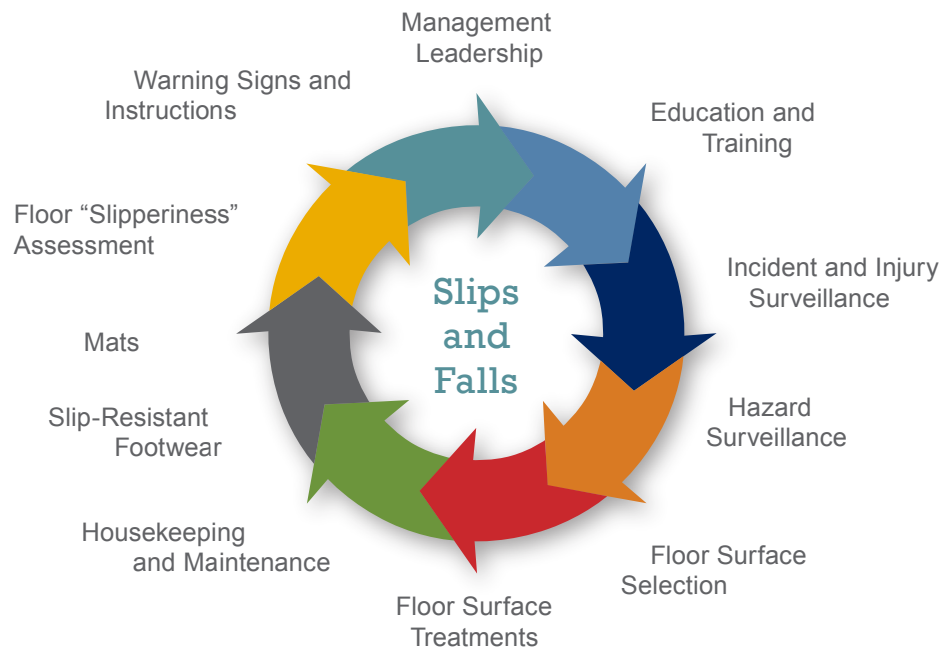 Management
Leadership
Education and
Training
Incident and Injury
Surveillance
Hazard
Surveillance
Floor Surface
Selection
Floor Surface
Treatments
Housekeeping
and Maintenance
Slip-Resistant
Footwear
Mats
Floor “Slipperiness”
Assessment
Warning Signs and
Instructions
Slips
and
Falls